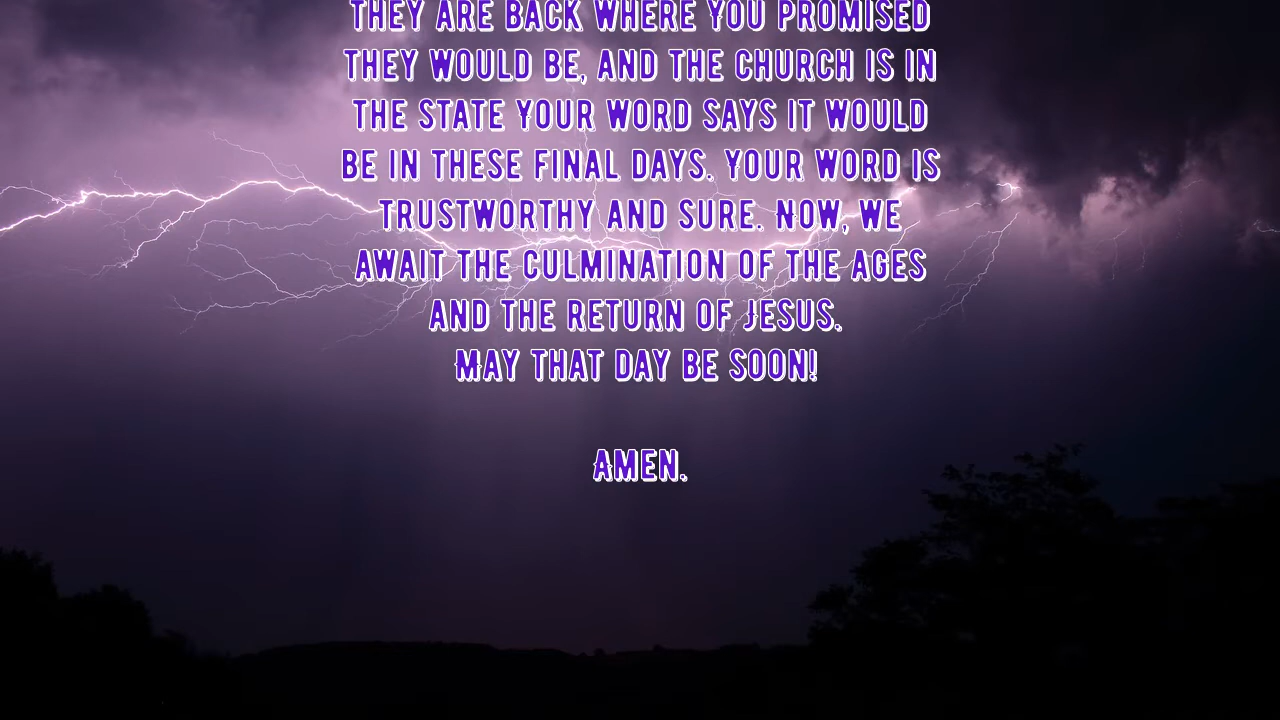 THEY ARE BACK WHERE YOU PROMISED
THEY WOULD BE, AND THE CHURCH IS IN
THE STATE YOUR WORD SAYS IT WOULD
BE IN THESE FINAL DAYS. YOUR WORD IS
TRUSTWORTHY AND SURE. NOW, WE
AWAIT THE CULMINATION OF THE AGES
AND THE RETURN OF JESUS.
MAY THAT DAY BE SOON!
AMEN.